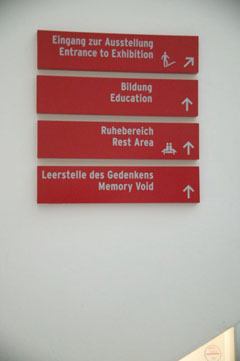 Eingang zur Ausstellung
Entrance to Exhibition
Bildung
Education
Ruhebereich
Rest Area
Leerstelle des Gedenkens
Memory Void